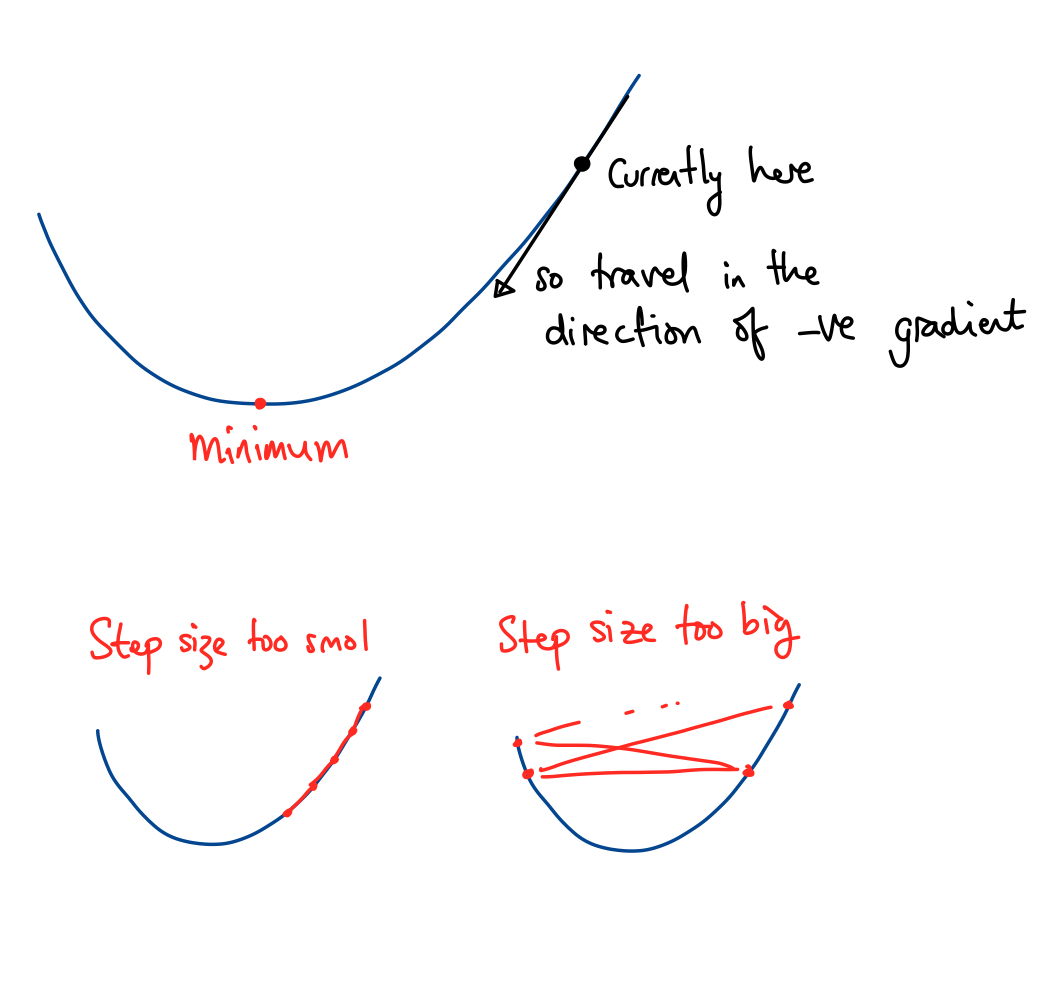 Currently here
so travel in the
direction of -ve gradient
minimum
Step size too smol
Step size too big